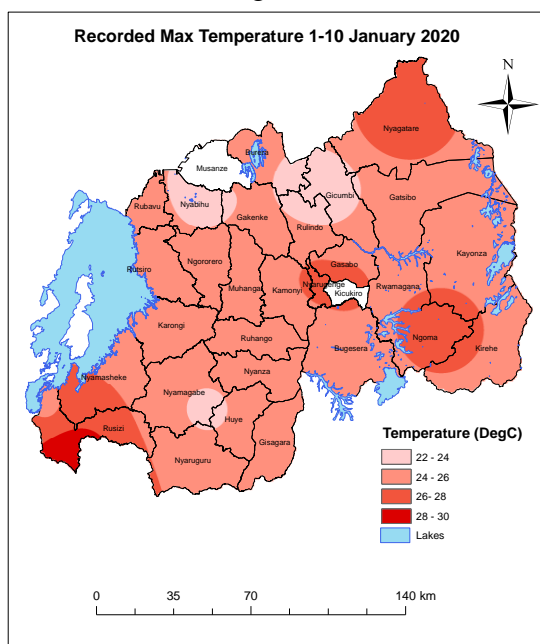 Recorded Max Temperature 1-10 January 2020
N
Nyagatare
Burera
Musanze
Gicumbi
Nyabihu
Gatsibo
Rubavu
Gakenke
Rulindo
Kayonza
Rutsiro
Ngororero
Gasabo
Muhanga
Kamonyi
Nyarugenge
Kicukiro
Rwamagana
Karongi
Ruhango
Bugesera
Ngoma
Kirehe
Nyamasheke
Nyanza
Nyamagabe
Rusizi
Huye
Gisagara
Nyaruguru
Temperature (DegC)
22 - 24
24 - 26
26 - 28
28 - 30
Lakes
0 35 70 140 km